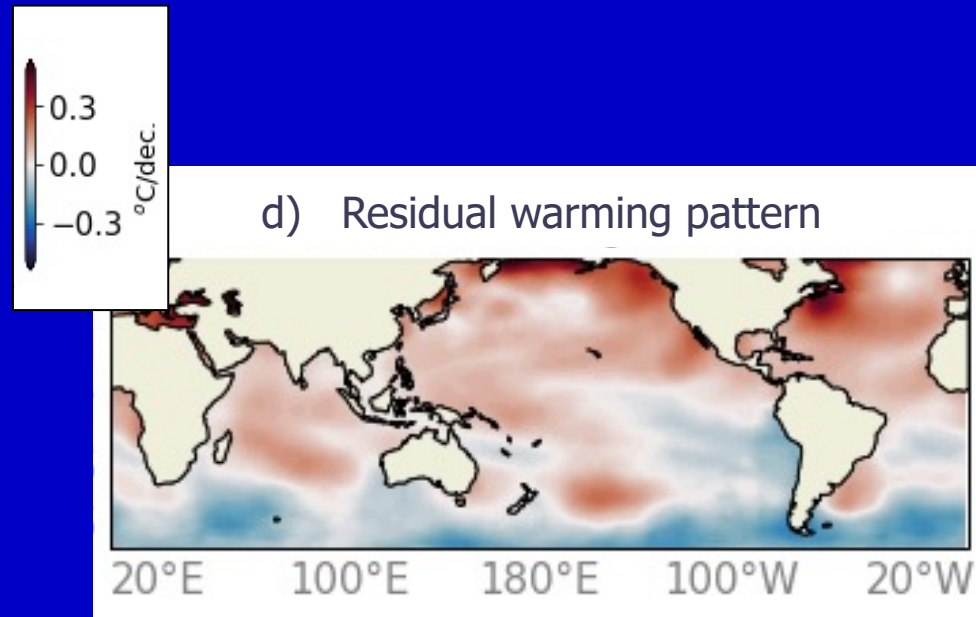 0.3
0.0
−0.3
°C/dec.
d) Residual warming pattern
20°E 100°E 180°E 100°W 20°W